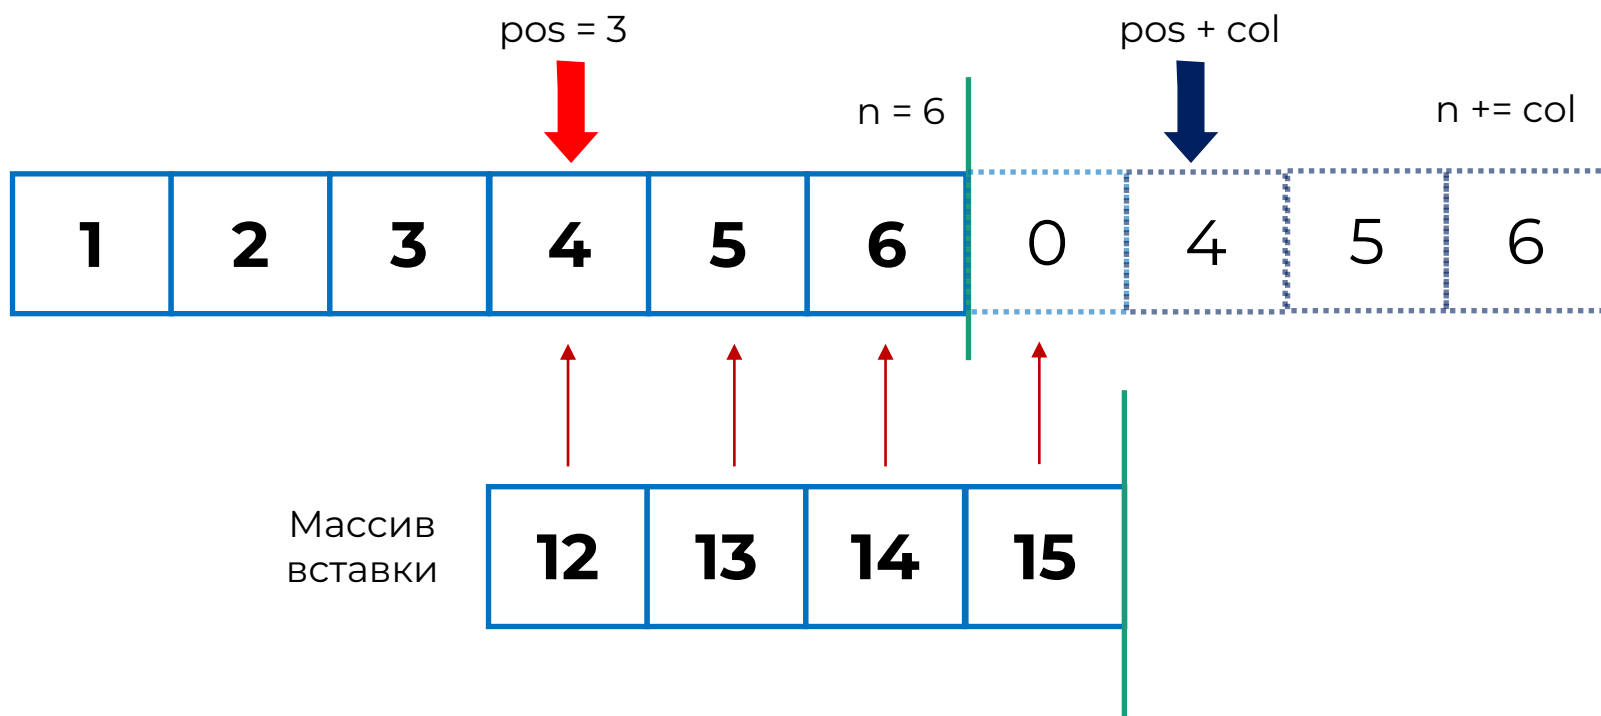 pos = 3
pos + col
n = 6
n += col
1 2 3 4 5 6 0 4 5 6
Массив
вставки
12 13 14 15